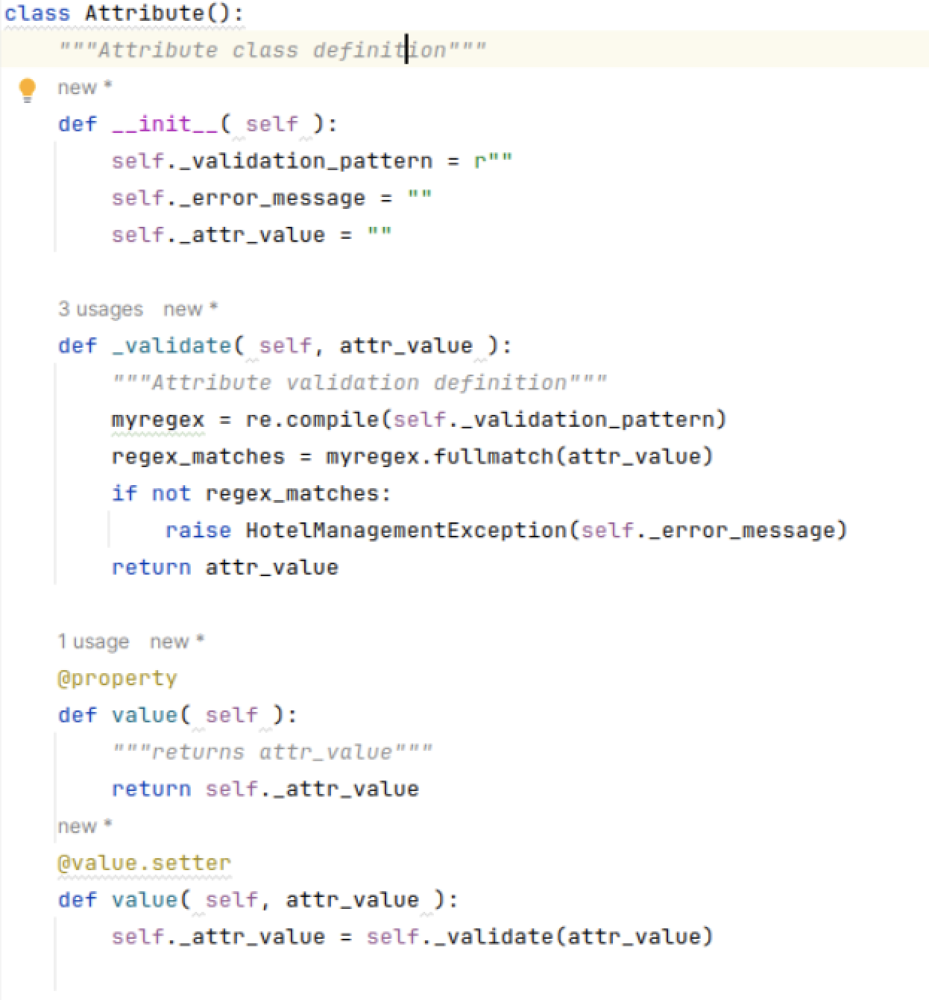 class Attribute():
    """Attribute class definition"""
    new *
    def __init__( self ):
        self._validation_pattern = r""
        self._error_message = ""
        self._attr_value = ""
    3 usages   new *
    def _validate( self, attr_value ):
        """Attribute validation definition"""
        myregex = re.compile(self._validation_pattern)
        regex_matches = myregex.fullmatch(attr_value)
        if not regex_matches:
            raise HotelManagementException(self._error_message)
        return attr_value
    1 usage   new *
    @property
    def value( self ):
        """returns attr_value"""
        return self._attr_value
    new *
    @value.setter
    def value( self, attr_value ):
        self._attr_value = self._validate(attr_value)